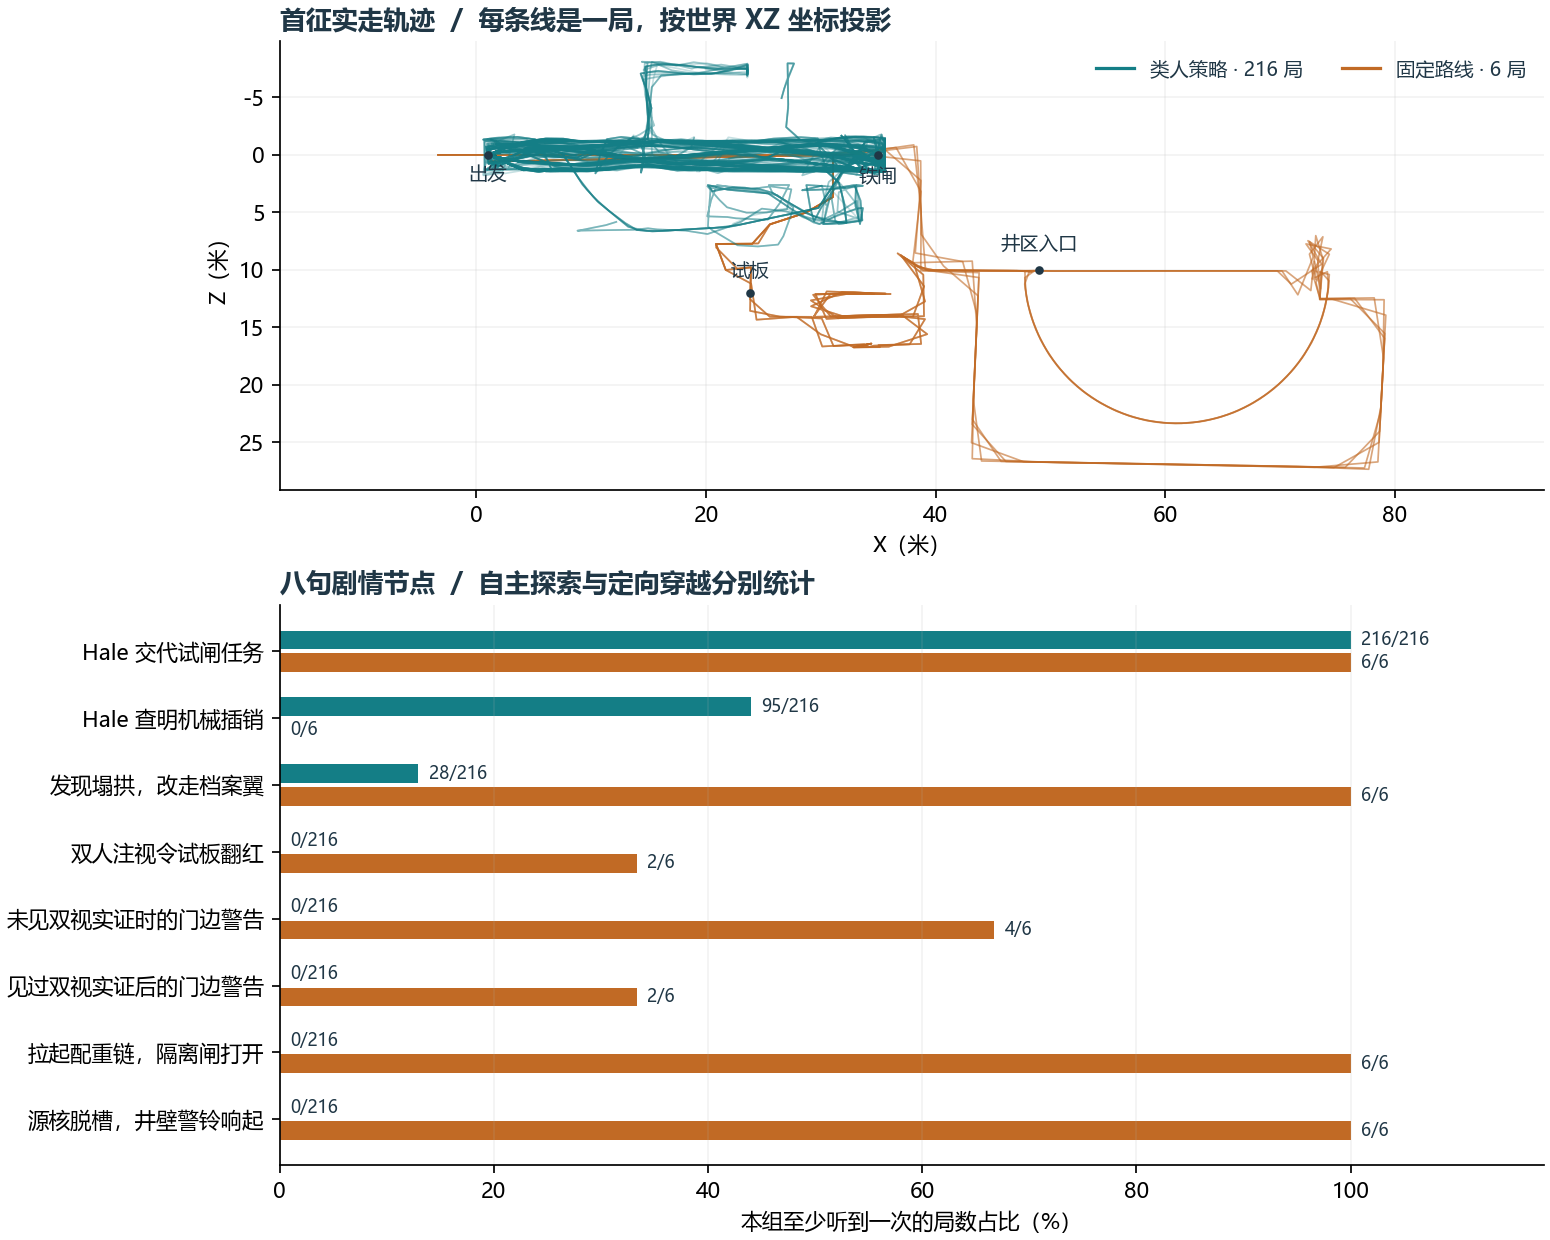 首征实走轨迹 / 每条线是一局，按世界 XZ 坐标投影
类人策略 · 216 局
固定路线 · 6 局
-5
0
5
10
15
20
25
Z (米)
出发
铁闸
试板
井区入口
0
20
40
60
80
X (米)
八句剧情节点 / 自主探索与定向穿越分别统计
Hale 交代试闸任务
216/216
6/6
Hale 查明机械插销
95/216
0/6
发现塌拱，改走档案翼
28/216
6/6
双人注视令试板翻红
0/216
2/6
未见双视实证时的门边警告
0/216
4/6
见过双视实证后的门边警告
0/216
2/6
拉起配重链，隔离闸打开
0/216
6/6
源核脱槽，井壁警铃响起
0/216
6/6
0
20
40
60
80
100
本组至少听到一次的局数占比 (%)